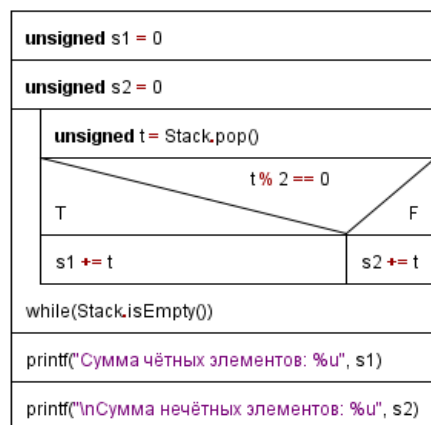 unsigned s1 = 0
unsigned s2 = 0
unsigned t = Stack.pop()
t % 2 == 0
T F
s1 += t s2 += t
while(Stack.isEmpty())
printf("Сумма чётных элементов: %u", s1)
printf("\nСумма нечётных элементов: %u", s2)